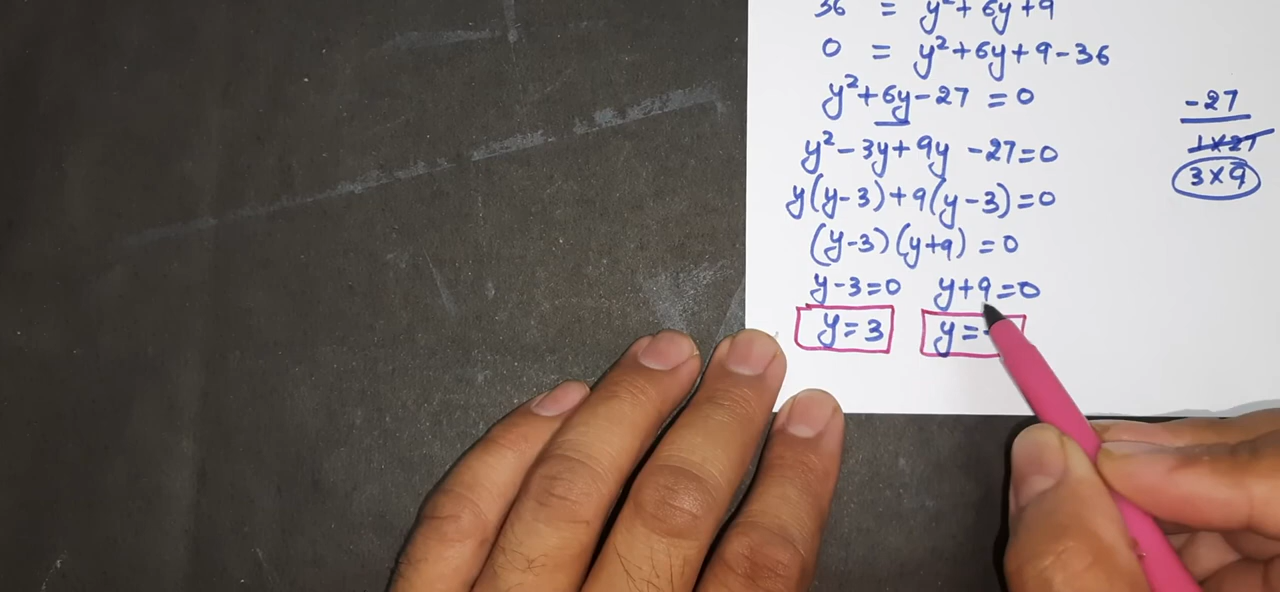 36 = y²+6y+9
0 = y²+6y+9-36
y²+6y-27=0
y²-3y+9y-27=0
y(y-3)+9(y-3)=0
(y-3)(y+9)=0
y-3=0 y+9=0
y=3 y=-
-27
1×27
3×9